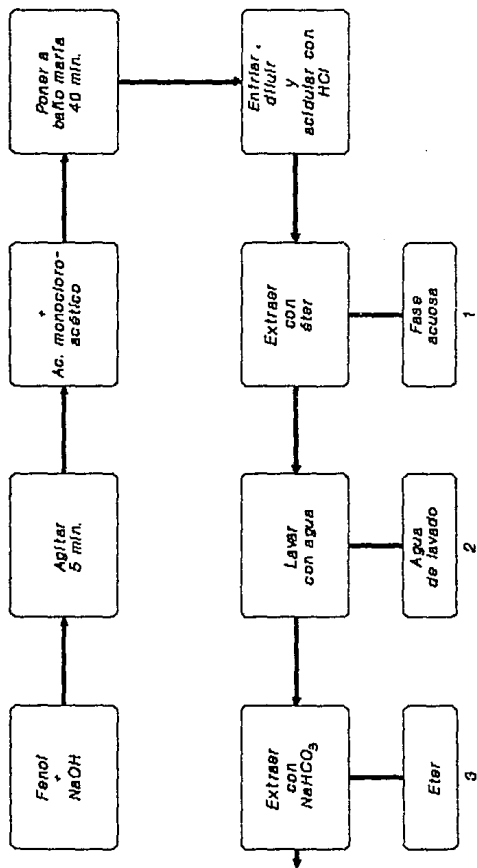 Fenol
+
NaOH
Agitar
5 min.
+
Ac. monocloro-
acético
Poner a
baño maría
40 min.
Enfriar,
diluir
y
acidular con
HCl
Extraer
con
éter
Fase
acuosa
1
Lavar
con agua
Agua
de lavado
2
Extraer
con
NaHCO₃
Eter
3